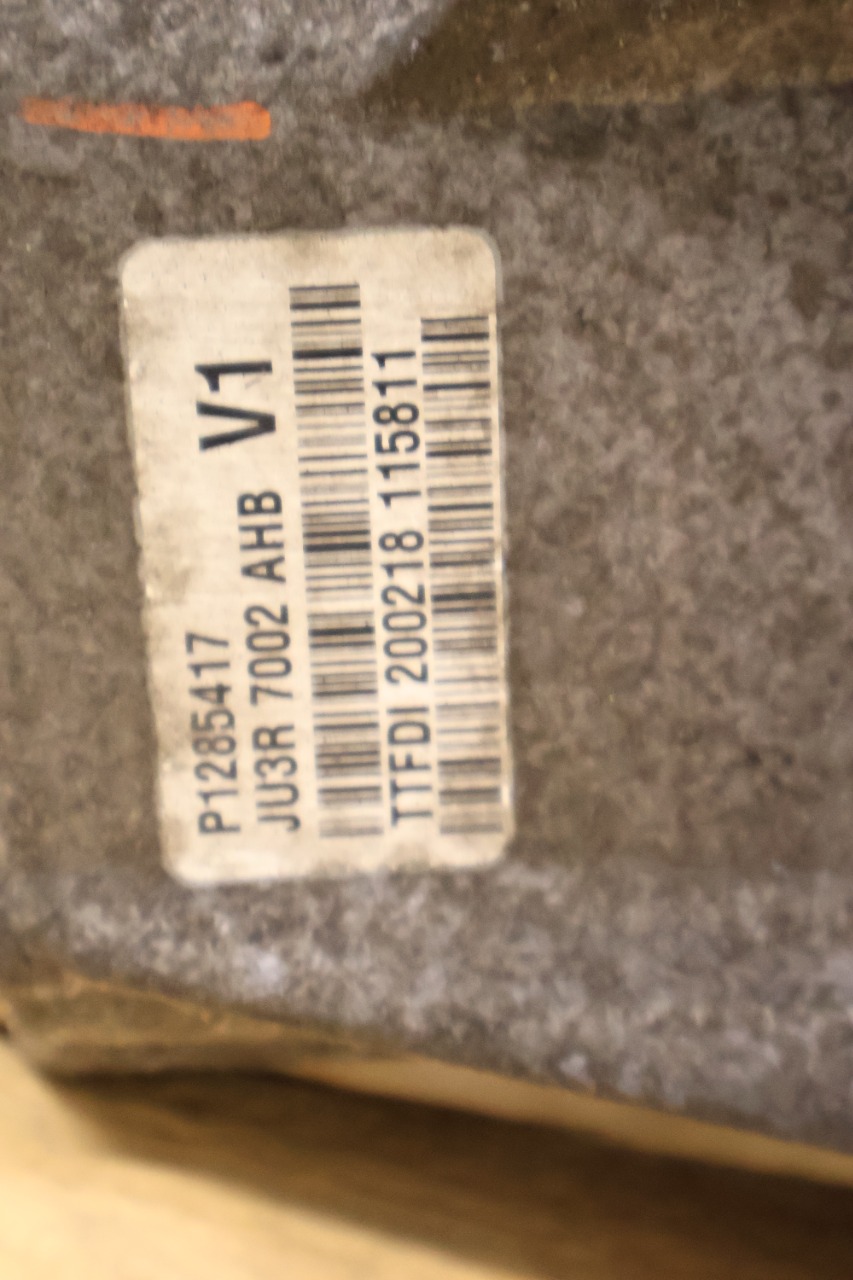 P1285417
JU3R 7002 AHB V1
TTFDI 200218 115811